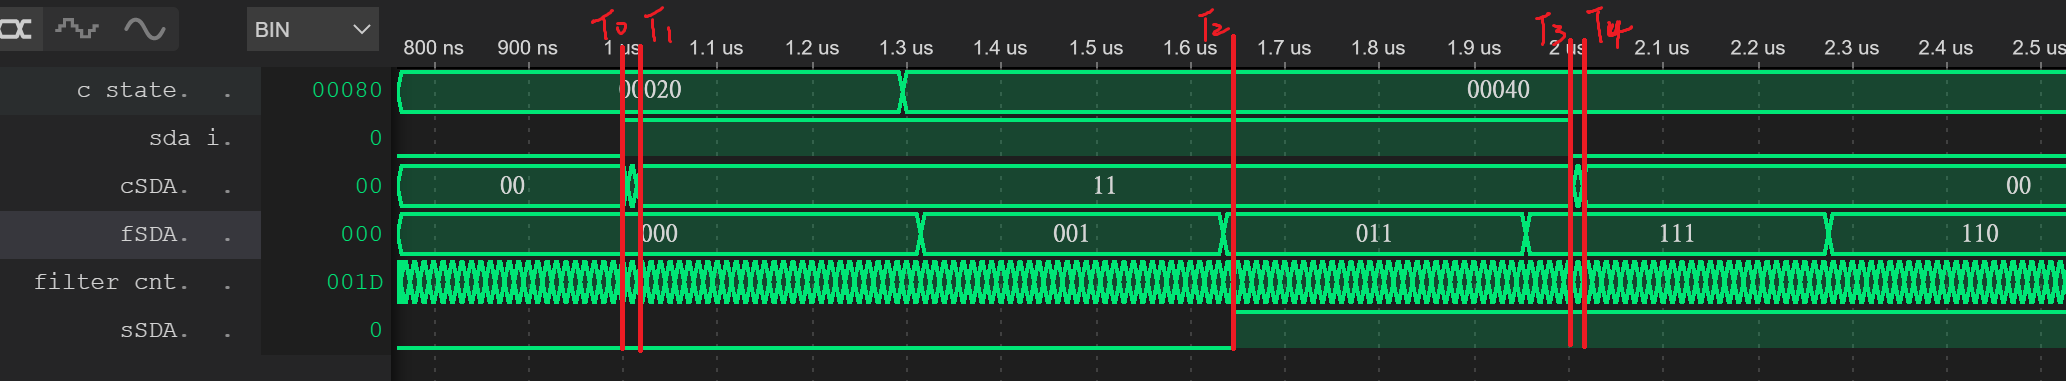 BIN
T0 T1 T2 T3 T4
800 ns 900 ns 1 us 1.1 us 1.2 us 1.3 us 1.4 us 1.5 us 1.6 us 1.7 us 1.8 us 1.9 us 2 us 2.1 us 2.2 us 2.3 us 2.4 us 2.5 us
c state. . 00080 00020 00040
sda i. 0
cSDA. . 00 00 11 00
fSDA. . 000 000 001 011 111 110
filter cnt. . 001D
sSDA. . 0